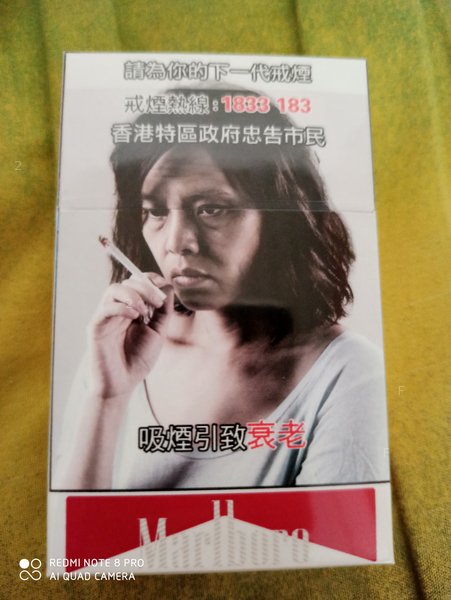 請為你的下一代戒煙
戒煙熱線：1833 183
香港特區政府忠告市民
吸煙引致衰老
Marlboro
REDMI NOTE 8 PRO
AI QUAD CAMERA
2
F